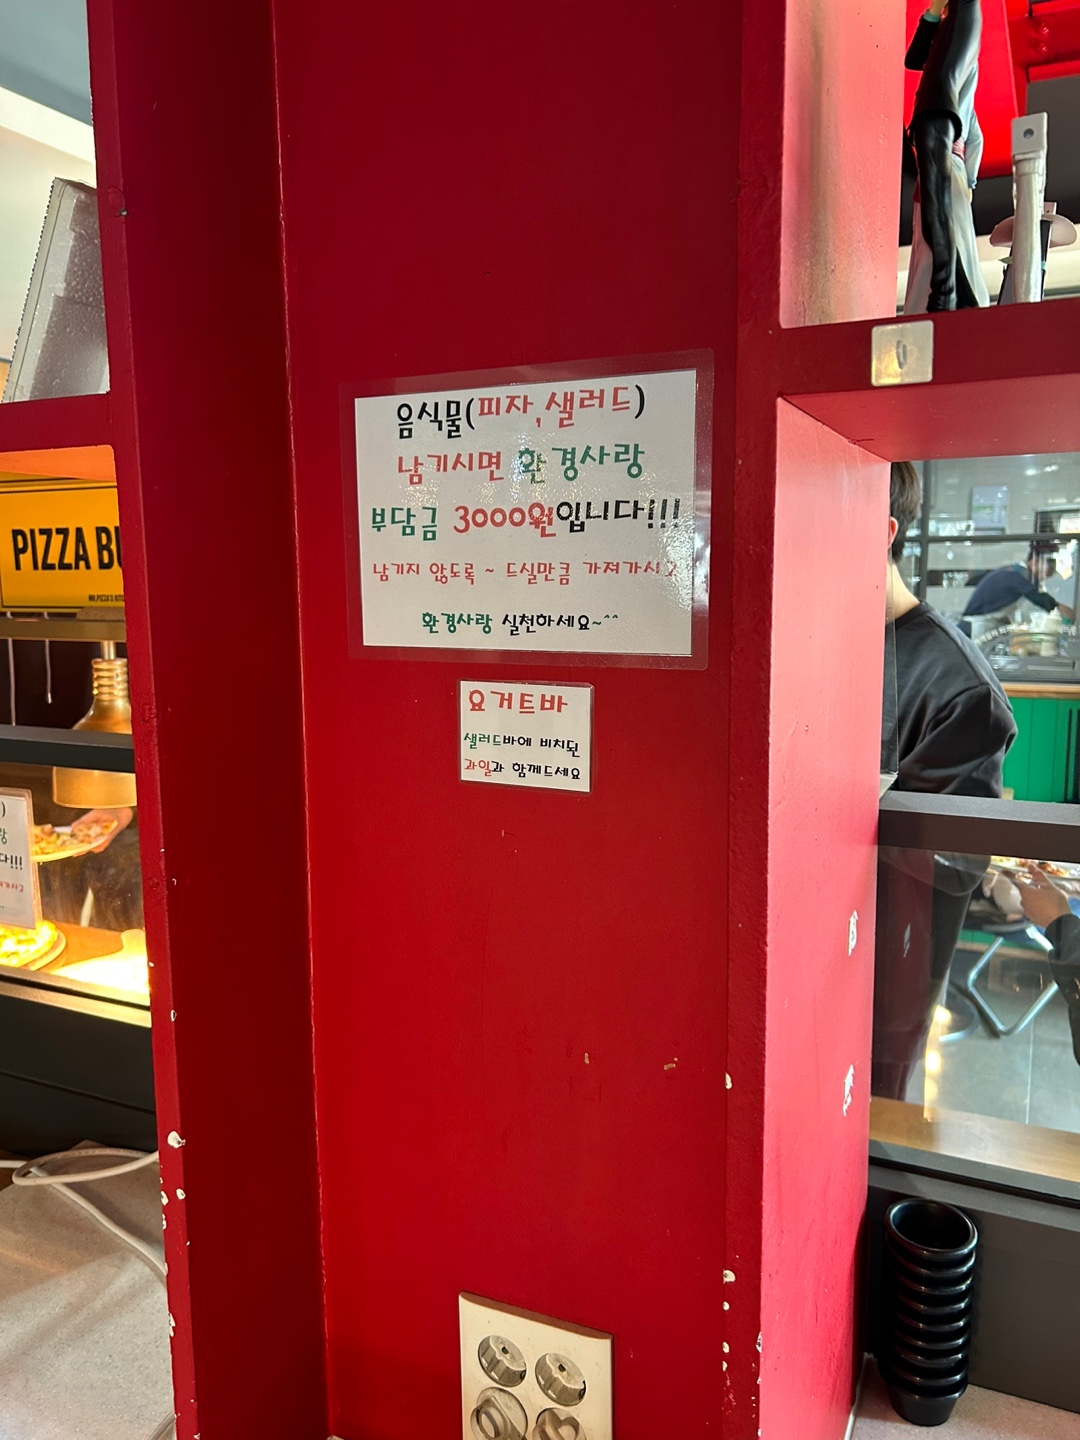 음식물(피자,샐러드)
남기시면 환경사랑
부담금 3000원입니다!!!
남기지 않도록 ~ 드실만큼 가져가시고
환경사랑 실천하세요~^^
요거트바
샐러드바에 비치된
과일과 함께드세요
PIZZA